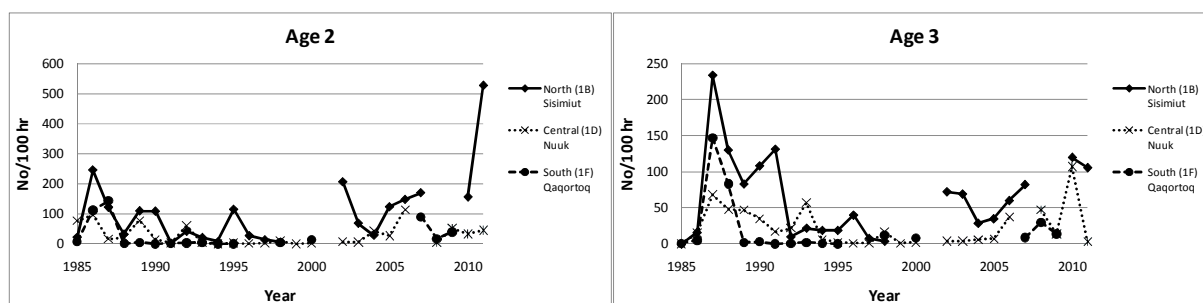 Age 2
600
500
400
300
200
100
0
No/100 hr
1985 1990 1995 2000 2005 2010
Year
North (1B)
Sisimiut
Central (1D)
Nuuk
South (1F)
Qaqortoq
Age 3
250
200
150
100
50
0
No/100 hr
1985 1990 1995 2000 2005 2010
Year
North (1B)
Sisimiut
Central (1D)
Nuuk
South (1F)
Qaqortoq